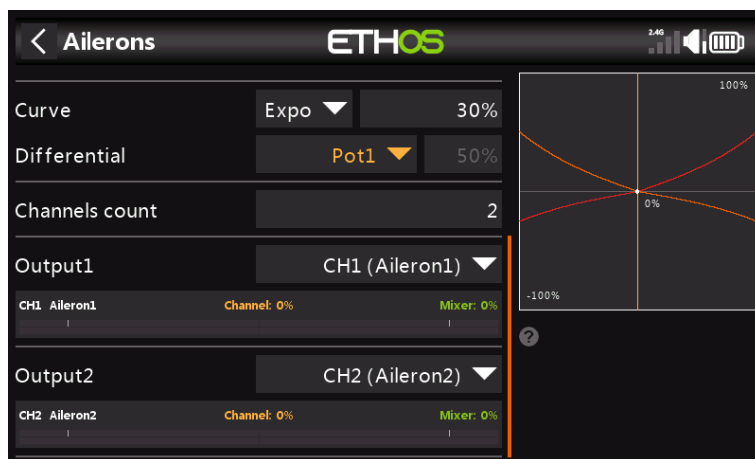 Ailerons
ETHOS
2.4G
Curve
Expo
30%
Differential
Pot1
50%
Channels count
2
Output1
CH1 (Aileron1)
CH1 Aileron1
Channel: 0%
Mixer: 0%
Output2
CH2 (Aileron2)
CH2 Aileron2
Channel: 0%
Mixer: 0%
100%
0%
-100%
?